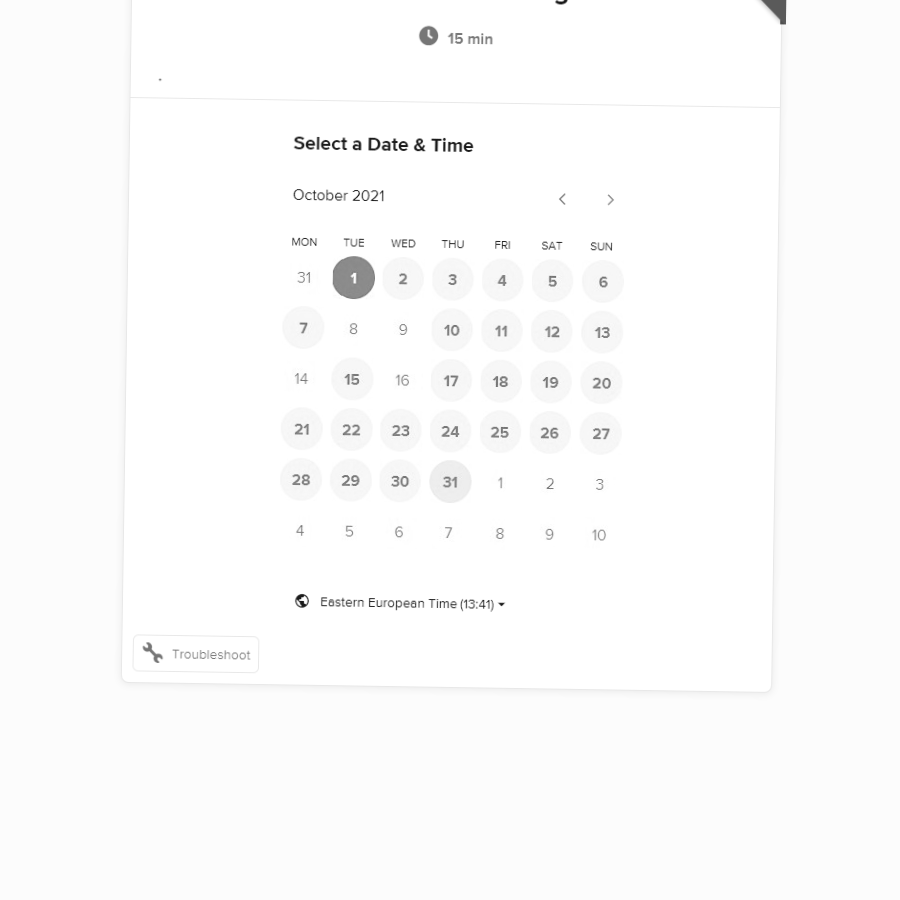 15 min
.
Select a Date & Time
October 2021
MON TUE WED THU FRI SAT SUN
31 1 2 3 4 5 6
7 8 9 10 11 12 13
14 15 16 17 18 19 20
21 22 23 24 25 26 27
28 29 30 31 1 2 3
4 5 6 7 8 9 10
Eastern European Time (13:41)
Troubleshoot